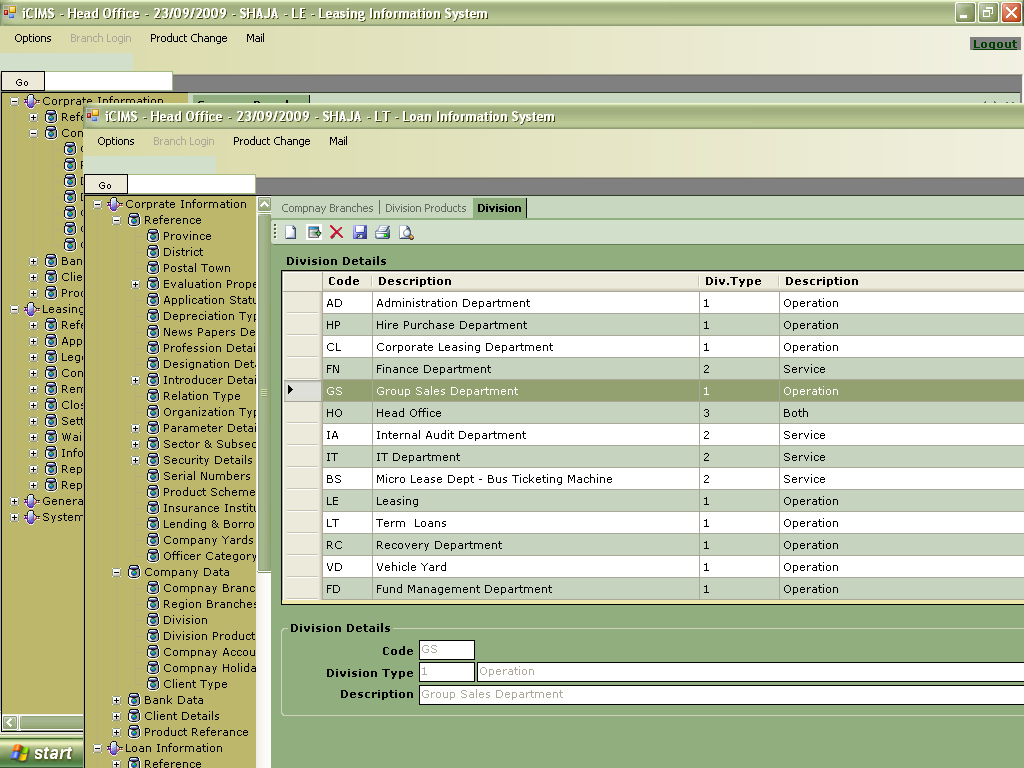 iCIMS - Head Office - 23/09/2009 - SHAJA - LE - Leasing Information System
Options Branch Login Product Change Mail
Logout
Go
Corprate Information
Refe
Con
Ban
Clie
Proc
Leasing
Refe
App
Lega
Con
Rem
Clos
Sett
Wai
Info
Rep
Rep
Genera
System
start
iCIMS - Head Office - 23/09/2009 - SHAJA - LT - Loan Information System
Options Branch Login Product Change Mail
Go
Corprate Information
Reference
Province
District
Postal Town
Evaluation Prope
Application Statu
Depreciation Typ
News Papers De
Profession Detai
Designation Deta
Introducer Detai
Relation Type
Organization Typ
Parameter Detai
Sector & Subsec
Security Details
Serial Numbers
Product Scheme
Insurance Institu
Lending & Borro
Company Yards
Officer Category
Company Data
Compnay Branc
Region Branches
Division
Division Product
Compnay Accou
Compnay Holida
Client Type
Bank Data
Client Details
Product Referance
Loan Information
Reference
Compnay Branches Division Products Division
Division Details
Code Description Div.Type Description
AD Administration Department 1 Operation
HP Hire Purchase Department 1 Operation
CL Corporate Leasing Department 1 Operation
FN Finance Department 2 Service
GS Group Sales Department 1 Operation
HO Head Office 3 Both
IA Internal Audit Department 2 Service
IT IT Department 2 Service
BS Micro Lease Dept - Bus Ticketing Machine 2 Service
LE Leasing 1 Operation
LT Term Loans 1 Operation
RC Recovery Department 1 Operation
VD Vehicle Yard 1 Operation
FD Fund Management Department 1 Operation
Division Details
Code GS
Division Type 1 Operation
Description Group Sales Department